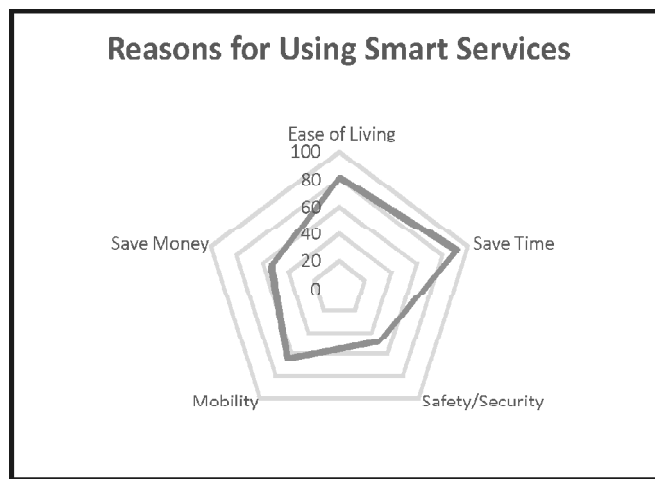 Reasons for Using Smart Services
Ease of Living
100
80
60
40
20
0
Save Money
Save Time
Mobility
Safety/Security